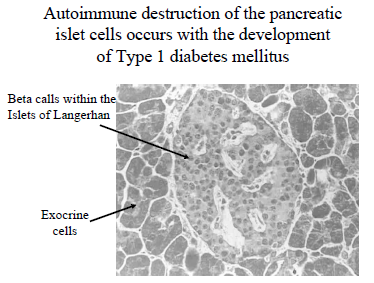 Autoimmune destruction of the pancreatic
islet cells occurs with the development
of Type 1 diabetes mellitus
Beta calls within the
Islets of Langerhan
Exocrine
cells